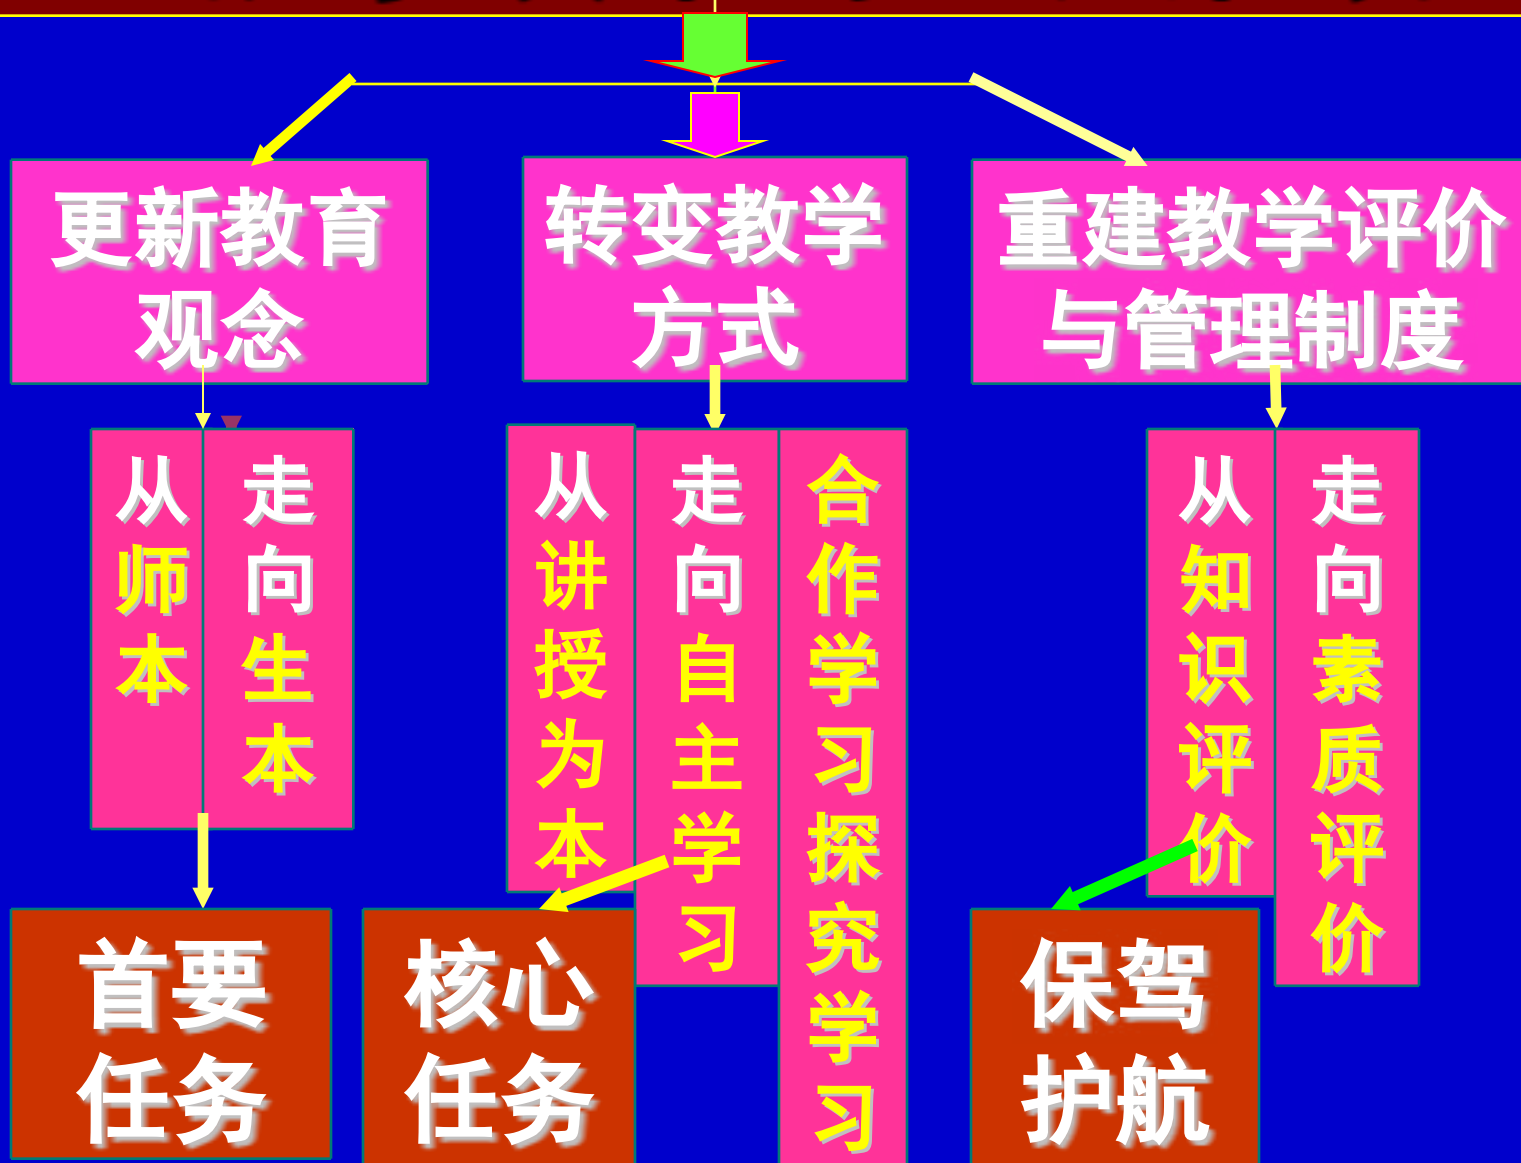 更新教育
观念
转变教学
方式
重建教学评价
与管理制度
从师本
走向生本
从讲授为本
走向自主学习
合作学习探究学习
从知识评价
走向素质评价
首要
任务
核心
任务
保驾
护航